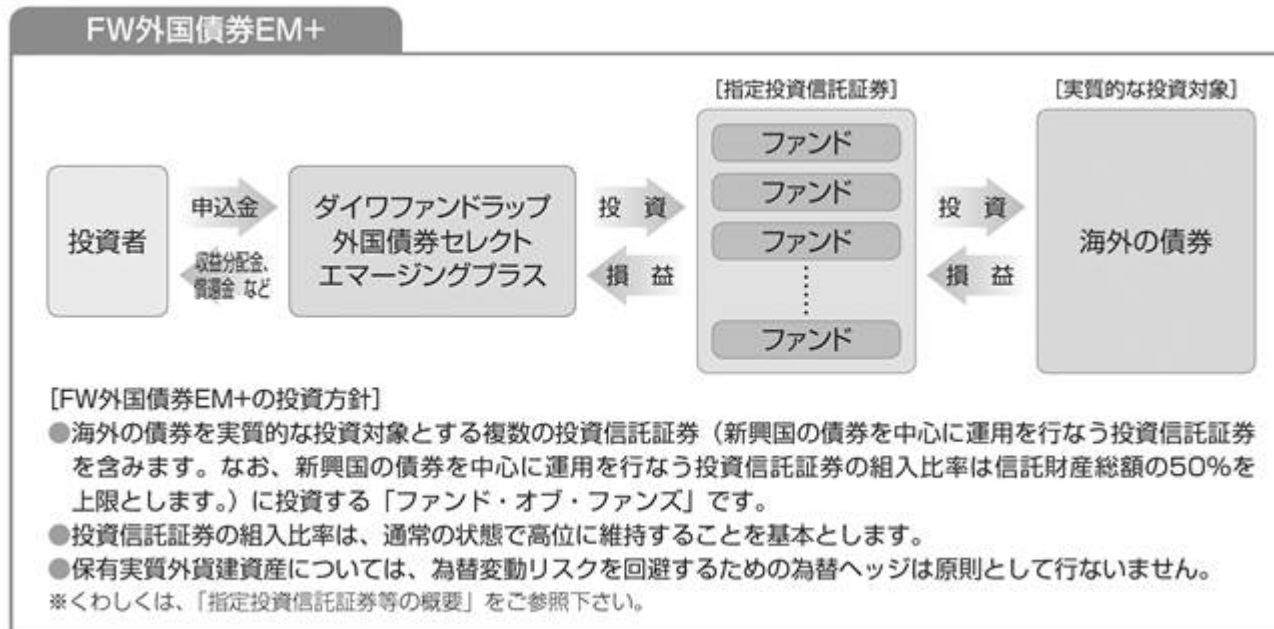 FW外国債券EM+
[指定投資信託証券]
[実質的な投資対象]
投資者
申込金
収益分配金、
償還金 など
ダイワファンドラップ
外国債券セレクト
エマージングプラス
投 資
損 益
ファンド
ファンド
ファンド
ファンド
投 資
損 益
海外の債券
[FW外国債券EM+の投資方針]
●海外の債券を実質的な投資対象とする複数の投資信託証券（新興国の債券を中心に運用を行なう投資信託証券
を含みます。なお、新興国の債券を中心に運用を行なう投資信託証券の組入比率は信託財産総額の50％を
上限とします。）に投資する「ファンド・オブ・ファンズ」です。
●投資信託証券の組入比率は、通常の状態で高位に維持することを基本とします。
●保有実質外貨建資産については、為替変動リスクを回避するための為替ヘッジは原則として行ないません。
※くわしくは、「指定投資信託証券等の概要」をご参照下さい。